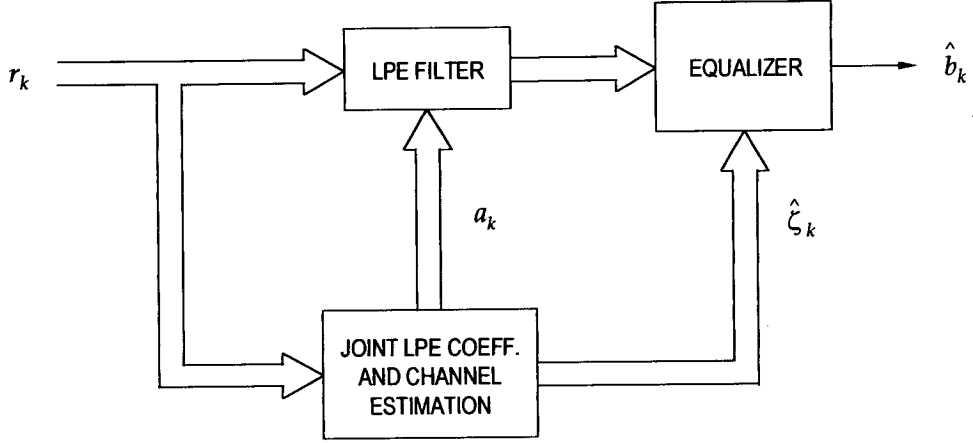 r_k
LPE FILTER
EQUALIZER
b̂_k
a_k
ζ̂_k
JOINT LPE COEFF.
AND CHANNEL
ESTIMATION